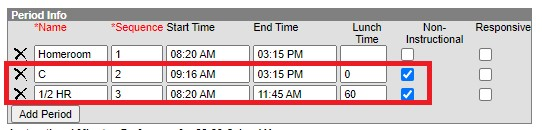 Period Info
*Name *Sequence Start Time End Time Lunch Time Non-Instructional Responsive
X Homeroom 1 08:20 AM 03:15 PM
X C 2 09:16 AM 03:15 PM 0
X 1/2 HR 3 08:20 AM 11:45 AM 60
Add Period